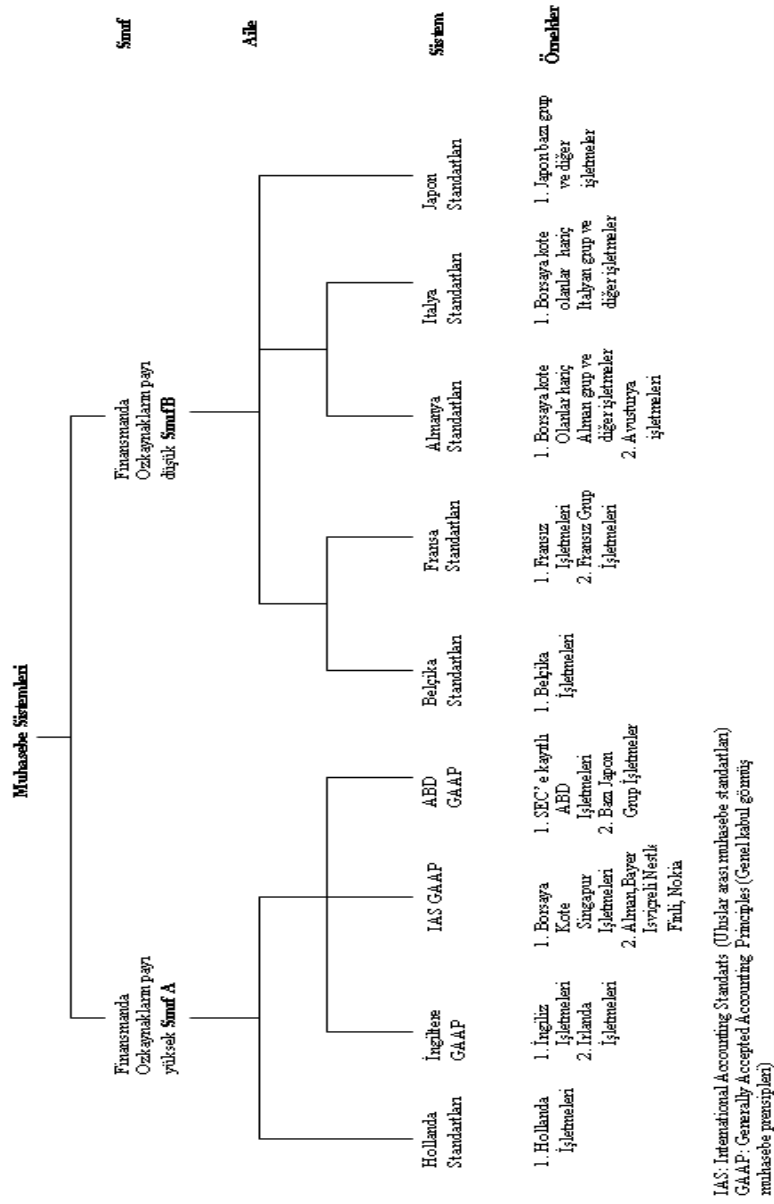 Muhasebe Sistemleri
Sınıf
Finansmanda
Özkaynakların payı
yüksek Sınıf A
Finansmanda
Özkaynakların payı
düşük Sınıf B
Aile
Sistem
Hollanda
Standartları
İngiltere
GAAP
IAS GAAP
ABD
GAAP
Belçika
Standartları
Fransa
Standartları
Almanya
Standartları
Italya
Standartları
Japon
Standartları
Örnekler
1. Hollanda
İşletmeleri
1. İngiliz
İşletmeleri
2. Irlanda
İşletmeleri
1. Borsaya
Kote
Singapur
İşletmeleri
2. Alman,Bayer
Isviçreli Nestle
Finli, Nokia
1. SEC' e kayıtlı
ABD
İşletmeleri
2. Bazı Japon
Grup İşletmeler
1. Belçika
İşletmeleri
1. Fransız
Işletmeleri
2. Fransız Grup
İşletmeleri
1. Borsaya kote
Olanlar hariç
Alman grup ve
diğer işletmeler
2. Avusturya
işletmeleri
1. Borsaya kote
olanlar hariç
Italyan grup ve
diğer işletmeler
1. Japon bazı grup
ve diğer
işletmeler
IAS: International Accounting Standarts (Uluslar arası muhasebe standartları)
GAAP: Generally Accepted Accounting Principles (Genel kabul görmüş
muhasebe prensipleri)